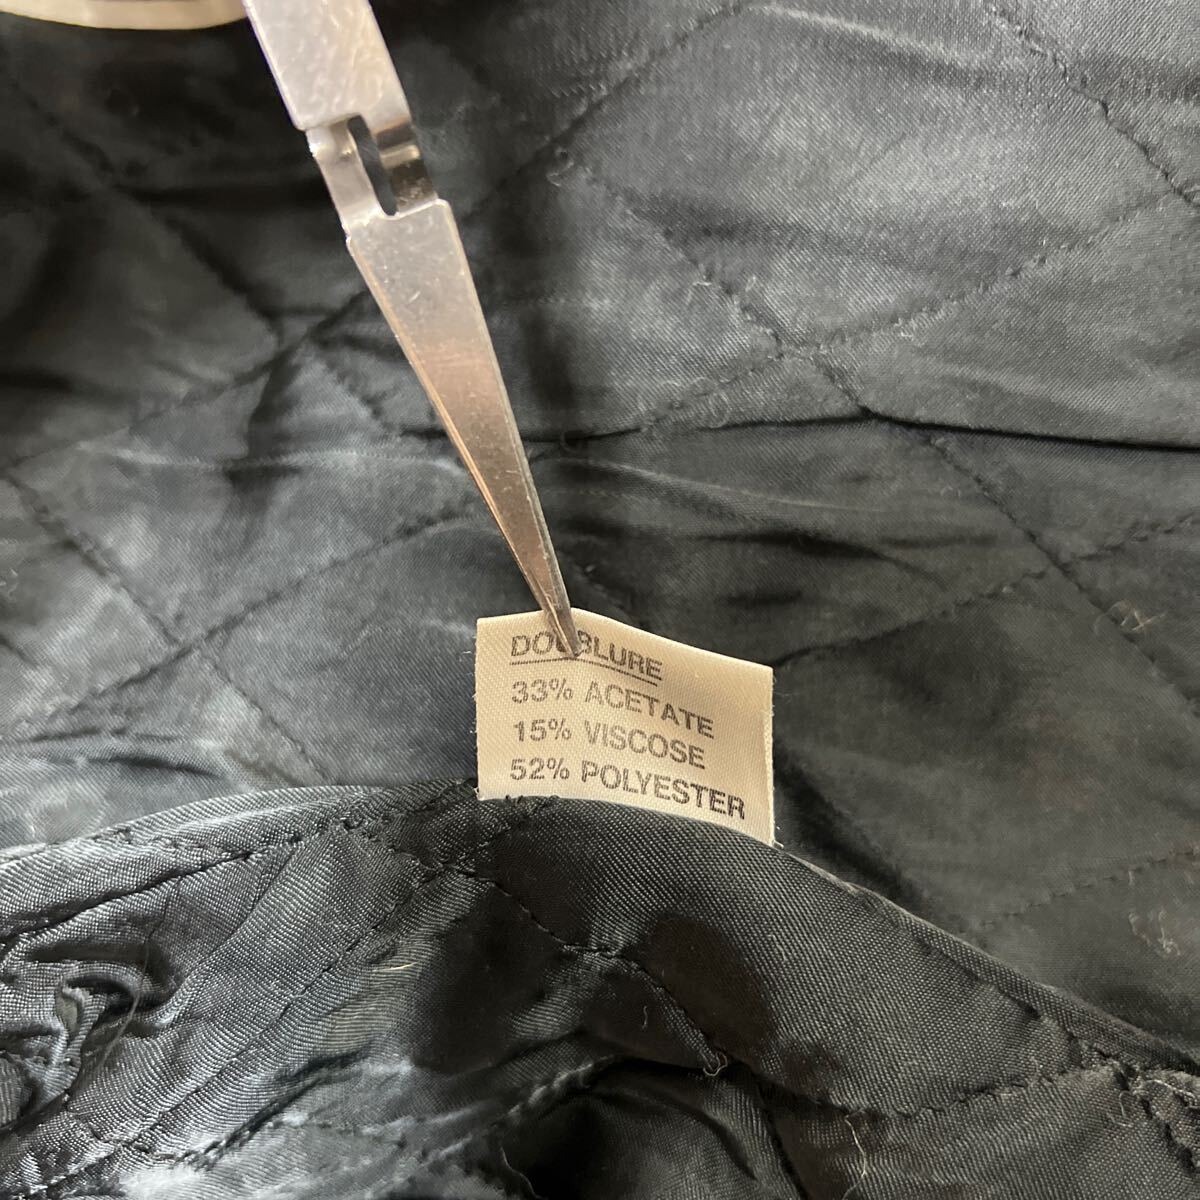 DOUBLURE
33% ACETATE
15% VISCOSE
52% POLYESTER